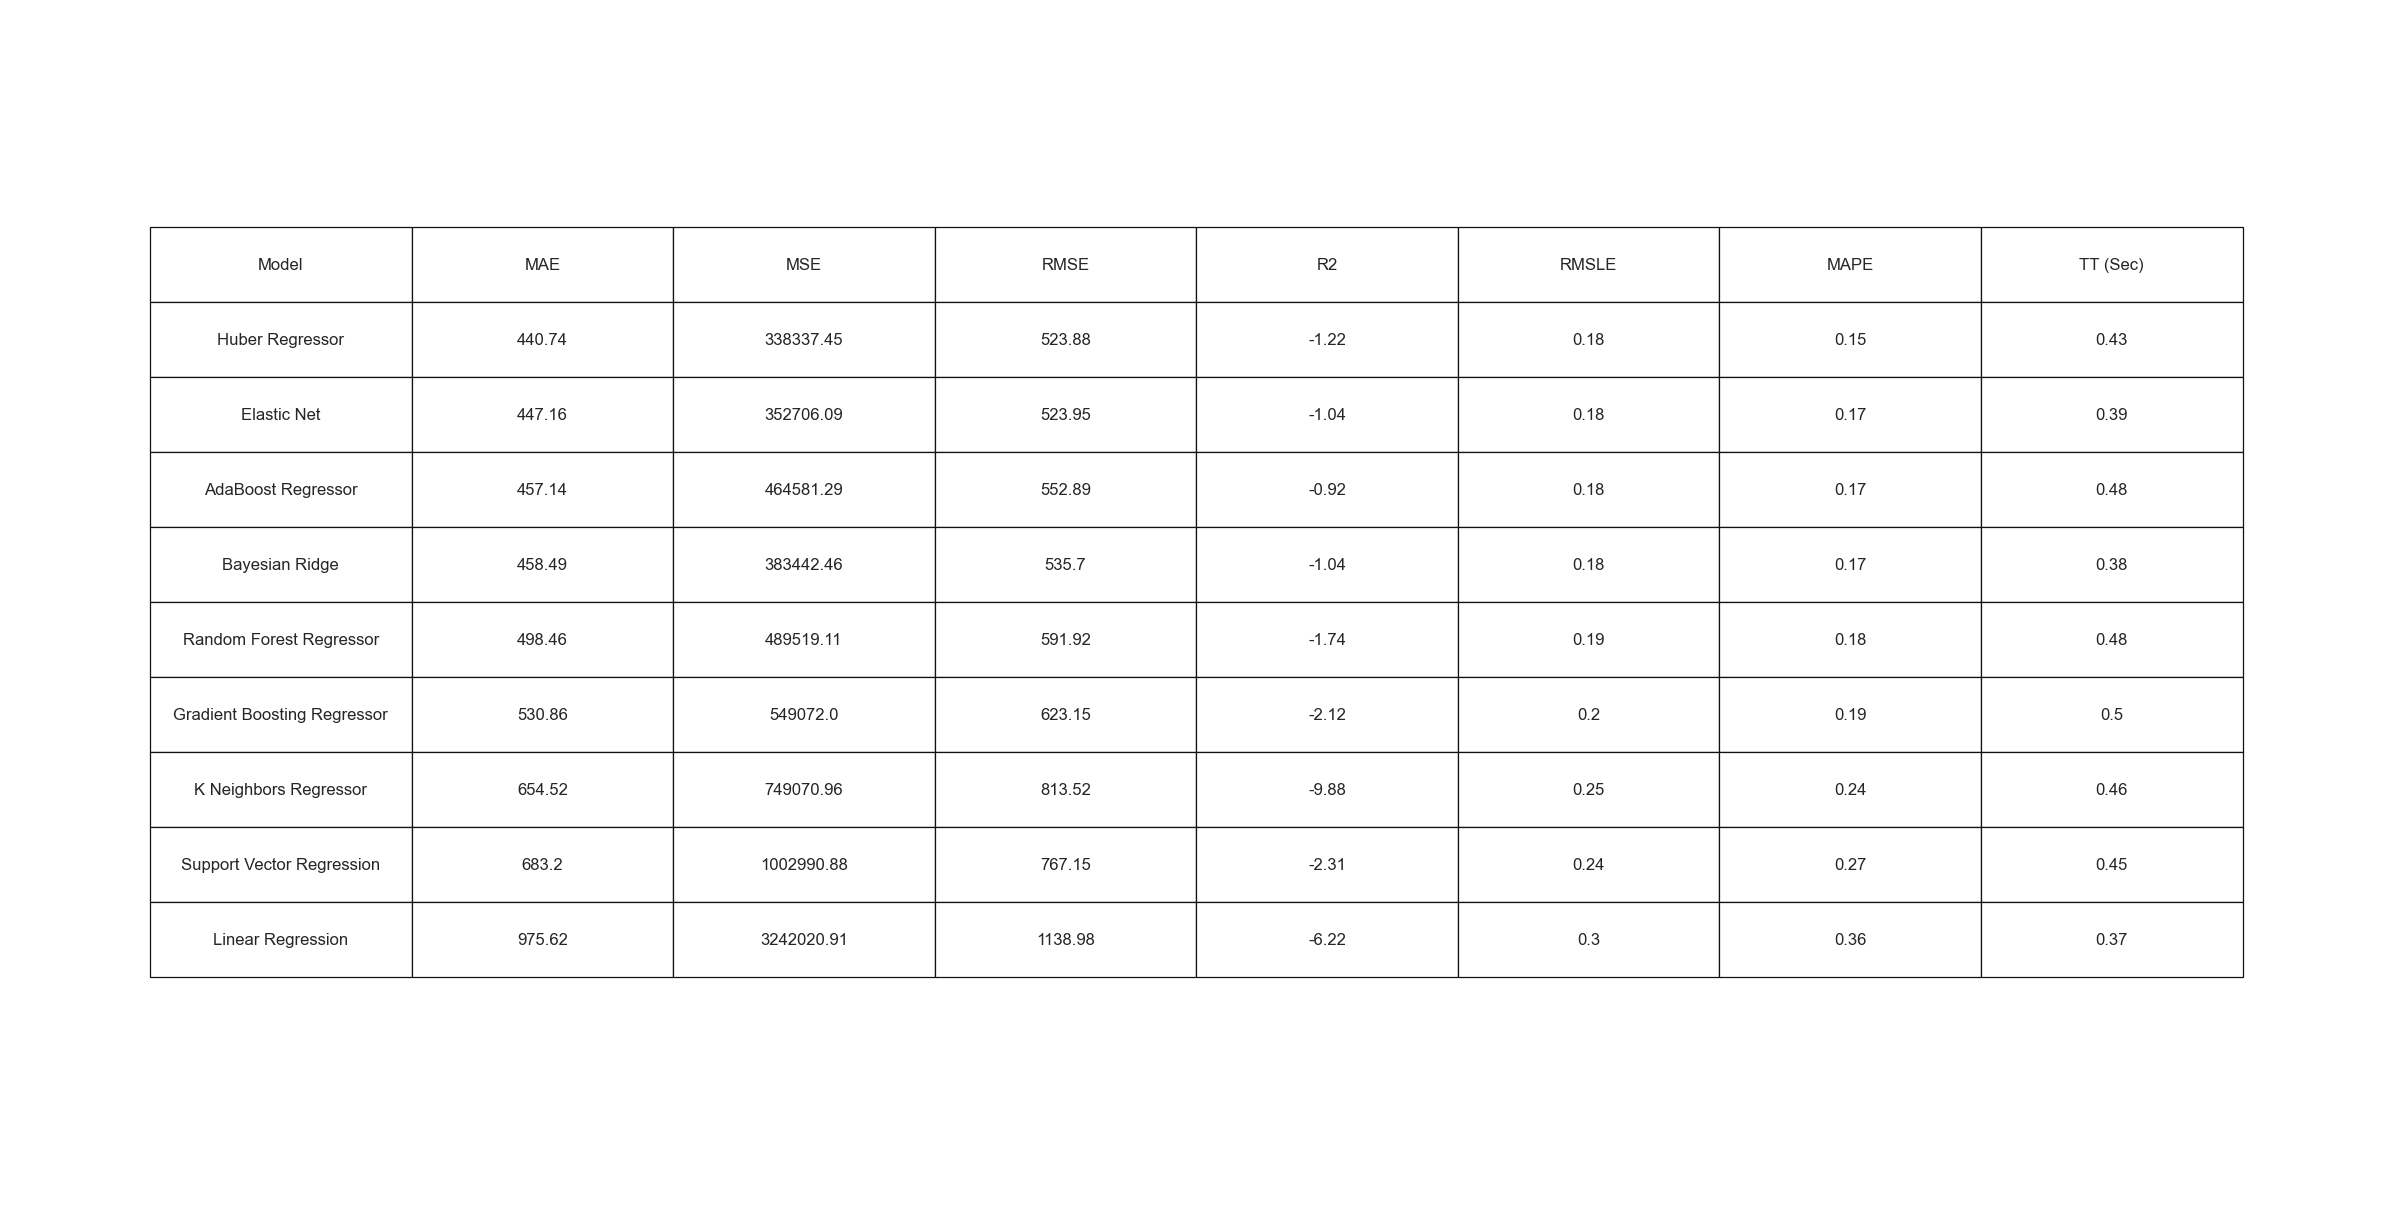 Model MAE MSE RMSE R2 RMSLE MAPE TT (Sec)
Huber Regressor 440.74 338337.45 523.88 -1.22 0.18 0.15 0.43
Elastic Net 447.16 352706.09 523.95 -1.04 0.18 0.17 0.39
AdaBoost Regressor 457.14 464581.29 552.89 -0.92 0.18 0.17 0.48
Bayesian Ridge 458.49 383442.46 535.7 -1.04 0.18 0.17 0.38
Random Forest Regressor 498.46 489519.11 591.92 -1.74 0.19 0.18 0.48
Gradient Boosting Regressor 530.86 549072.0 623.15 -2.12 0.2 0.19 0.5
K Neighbors Regressor 654.52 749070.96 813.52 -9.88 0.25 0.24 0.46
Support Vector Regression 683.2 1002990.88 767.15 -2.31 0.24 0.27 0.45
Linear Regression 975.62 3242020.91 1138.98 -6.22 0.3 0.36 0.37